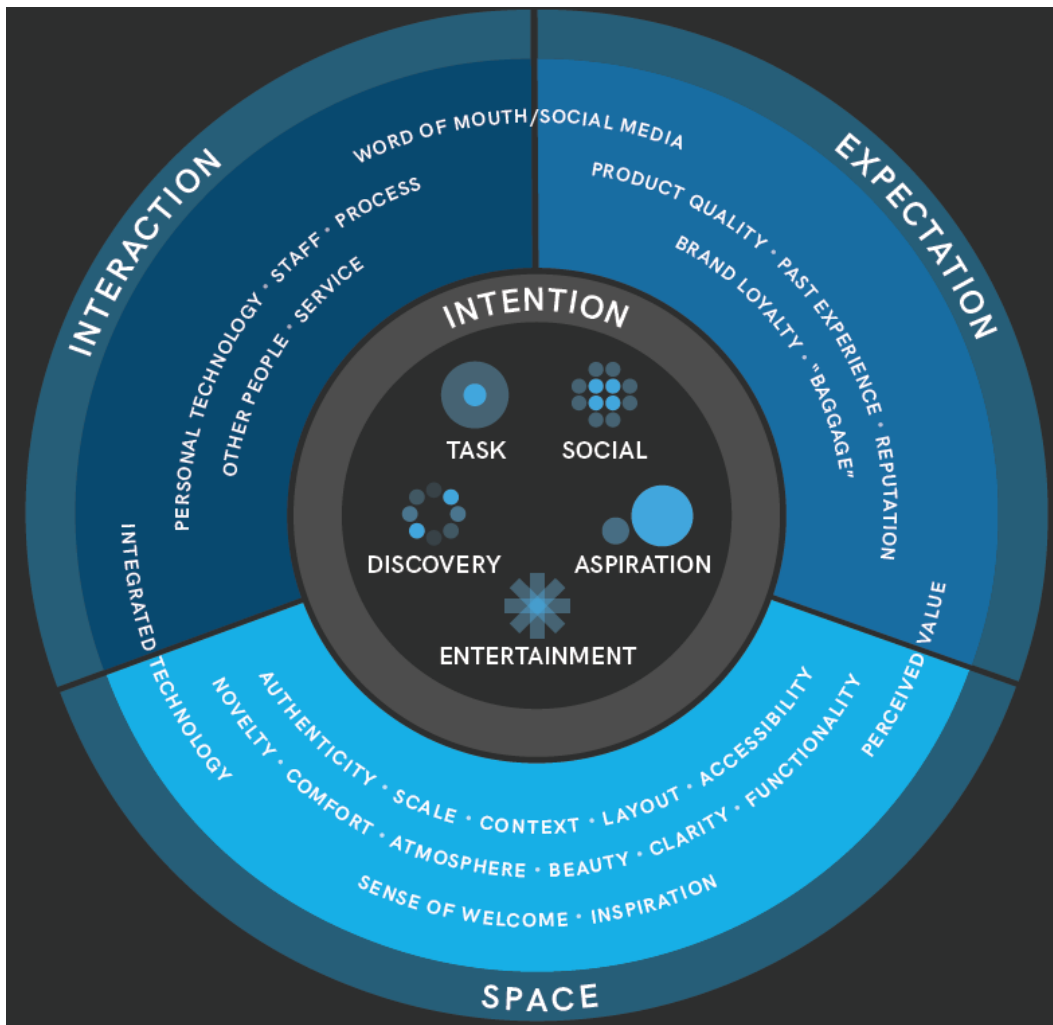 INTERACTION
EXPECTATION
SPACE
WORD OF MOUTH/SOCIAL MEDIA
PERSONAL TECHNOLOGY • STAFF • PROCESS
OTHER PEOPLE • SERVICE
PRODUCT QUALITY • PAST EXPERIENCE • REPUTATION
BRAND LOYALTY • “BAGGAGE”
INTENTION
TASK
SOCIAL
DISCOVERY
ASPIRATION
ENTERTAINMENT
INTEGRATED TECHNOLOGY
PERCEIVED VALUE
AUTHENTICITY • SCALE • CONTEXT • LAYOUT • ACCESSIBILITY
NOVELTY • COMFORT • ATMOSPHERE • BEAUTY • CLARITY • FUNCTIONALITY
SENSE OF WELCOME • INSPIRATION